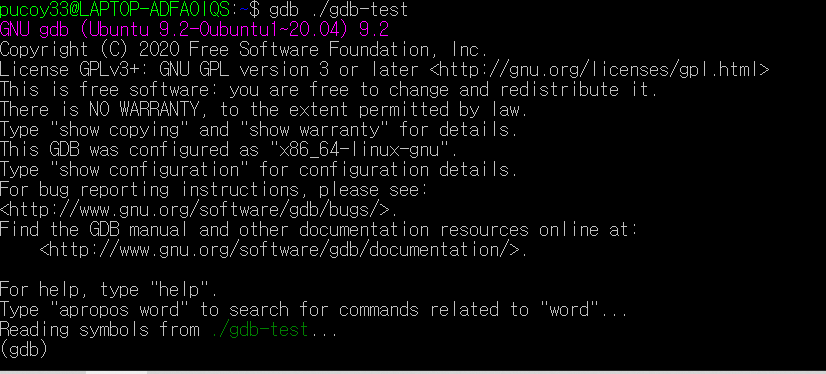 pucoy33@LAPTOP-ADFAOIQS:~$ gdb ./gdb-test
GNU gdb (Ubuntu 9.2-0ubuntu1~20.04) 9.2
Copyright (C) 2020 Free Software Foundation, Inc.
License GPLv3+: GNU GPL version 3 or later <http://gnu.org/licenses/gpl.html>
This is free software: you are free to change and redistribute it.
There is NO WARRANTY, to the extent permitted by law.
Type "show copying" and "show warranty" for details.
This GDB was configured as "x86_64-linux-gnu".
Type "show configuration" for configuration details.
For bug reporting instructions, please see:
<http://www.gnu.org/software/gdb/bugs/>.
Find the GDB manual and other documentation resources online at:
    <http://www.gnu.org/software/gdb/documentation/>.

For help, type "help".
Type "apropos word" to search for commands related to "word"...
Reading symbols from ./gdb-test...
(gdb)